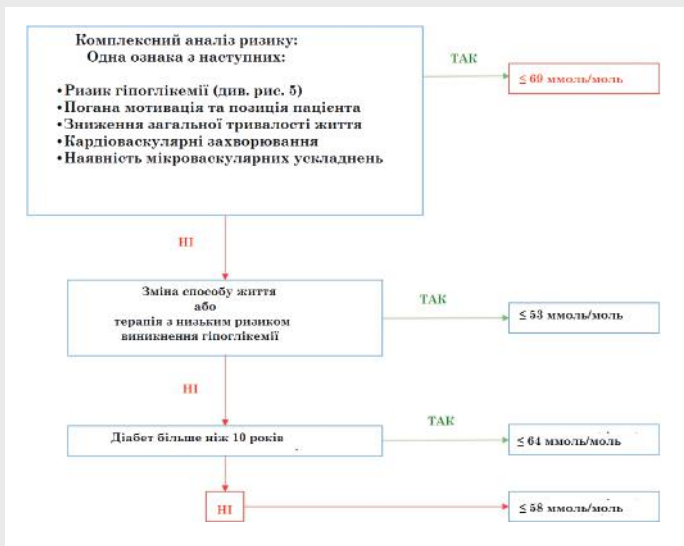 Комплексний аналіз ризику:
Одна ознака з наступних:
•Ризик гіпоглікемії (див. рис. 5)
•Погана мотивація та позиція пацієнта
•Зниження загальної тривалості життя
•Кардіоваскулярні захворювання
•Наявність мікроваскулярних ускладнень
ТАК
≤ 69 ммоль/моль
НІ
Зміна способу життя
або
терапія з низьким ризиком
виникнення гіпоглікемії
ТАК
≤ 53 ммоль/моль
НІ
Діабет більше ніж 10 років
ТАК
≤ 64 ммоль/моль
НІ
≤ 58 ммоль/моль